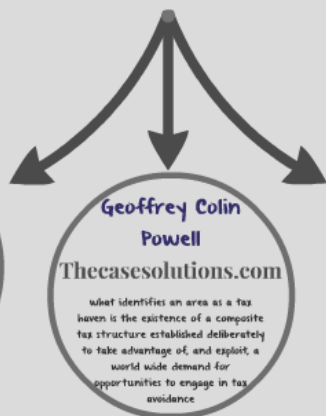 Geoffrey Colin
Powell
Thecasesolutions.com
what identifies an area as a tax
haven is the existence of a composite
tax structure established deliberately
to take advantage of, and exploit, a
world wide demand for
opportunities to engage in tax
avoidance